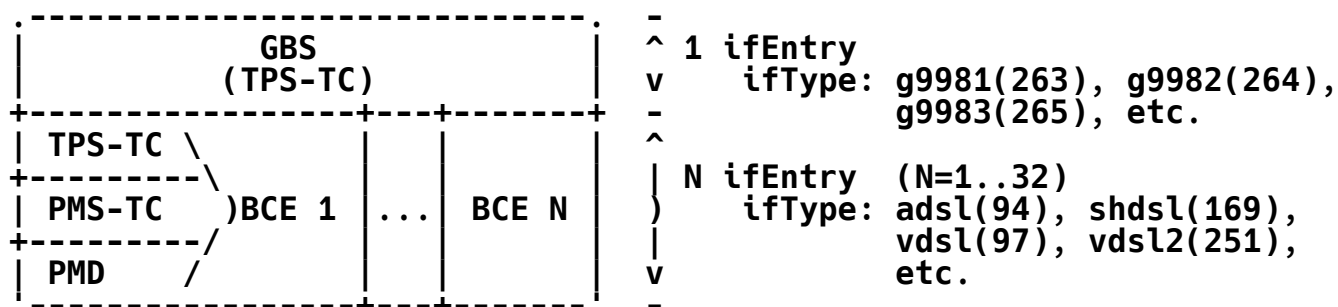 .-------------------------------.   -
|             GBS               |   ^ 1 ifEntry
|           (TPS-TC)            |   v    ifType: g9981(263), g9982(264),
+-----------------+---+-------+   -            g9983(265), etc.
| TPS-TC \        |   |       |   ^
+---------\       |   |       |   | N ifEntry  (N=1..32)
| PMS-TC   )BCE 1 |...| BCE N |   )    ifType: adsl(94), shdsl(169),
+---------/       |   |       |   |            vdsl(97), vdsl2(251),
| PMD    /        |   |       |   v            etc.
'-----------------+---+-------'   -